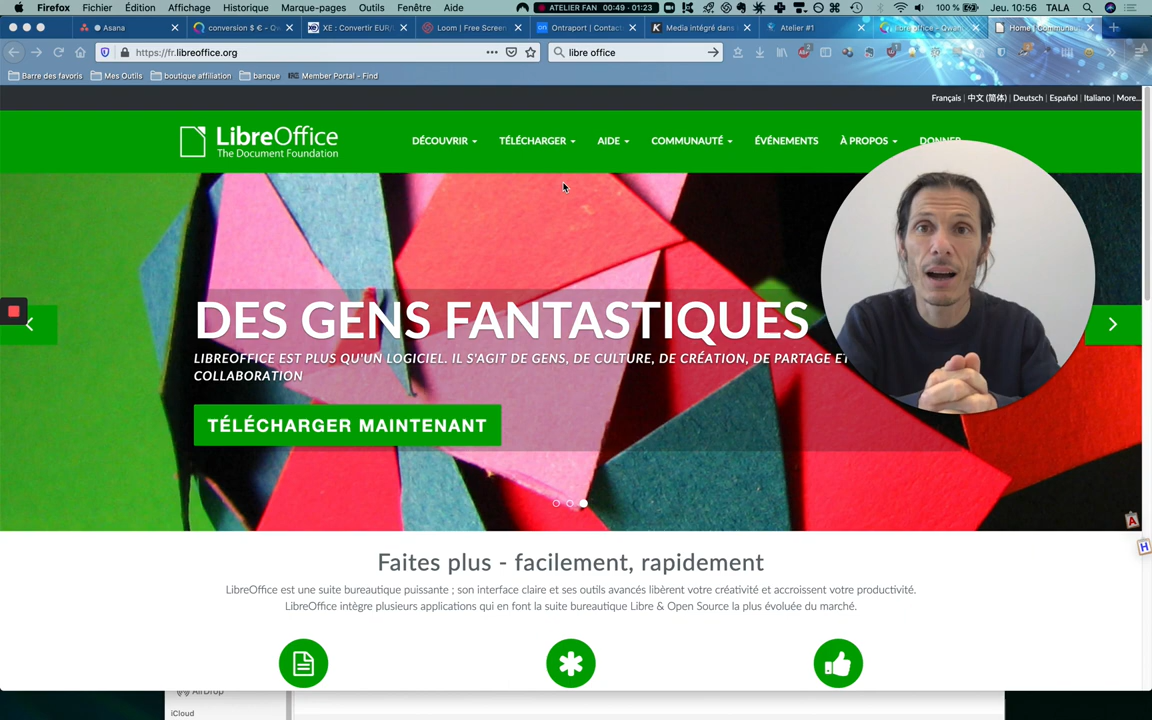 Firefox Fichier Édition Affichage Historique Marque-pages Outils Fenêtre Aide ATELIER FAN 00:49 - 01:23 100 % Jeu. 10:56 TALA
Asana conversion $ € - Qw XE : Convertir EUR/ Loom | Free Screen Ontraport | Contact Media intégré dans Atelier #1 libre office - Qwan Home | Communau
https://fr.libreoffice.org libre office
Barre des favoris Mes Outils boutique affiliation banque Member Portal - Find
Français | 中文 (简体) | Deutsch | Español | Italiano | More...
LibreOffice
The Document Foundation
DÉCOUVRIR TÉLÉCHARGER AIDE COMMUNAUTÉ ÉVÉNEMENTS À PROPOS DONNER
DES GENS FANTASTIQUES
LIBREOFFICE EST PLUS QU'UN LOGICIEL. IL S'AGIT DE GENS, DE CULTURE, DE CRÉATION, DE PARTAGE ET
COLLABORATION
TÉLÉCHARGER MAINTENANT
A
H
Faites plus - facilement, rapidement
LibreOffice est une suite bureautique puissante ; son interface claire et ses outils avancés libèrent votre créativité et accroissent votre productivité.
LibreOffice intègre plusieurs applications qui en font la suite bureautique Libre & Open Source la plus évoluée du marché.
AirDrop
iCloud